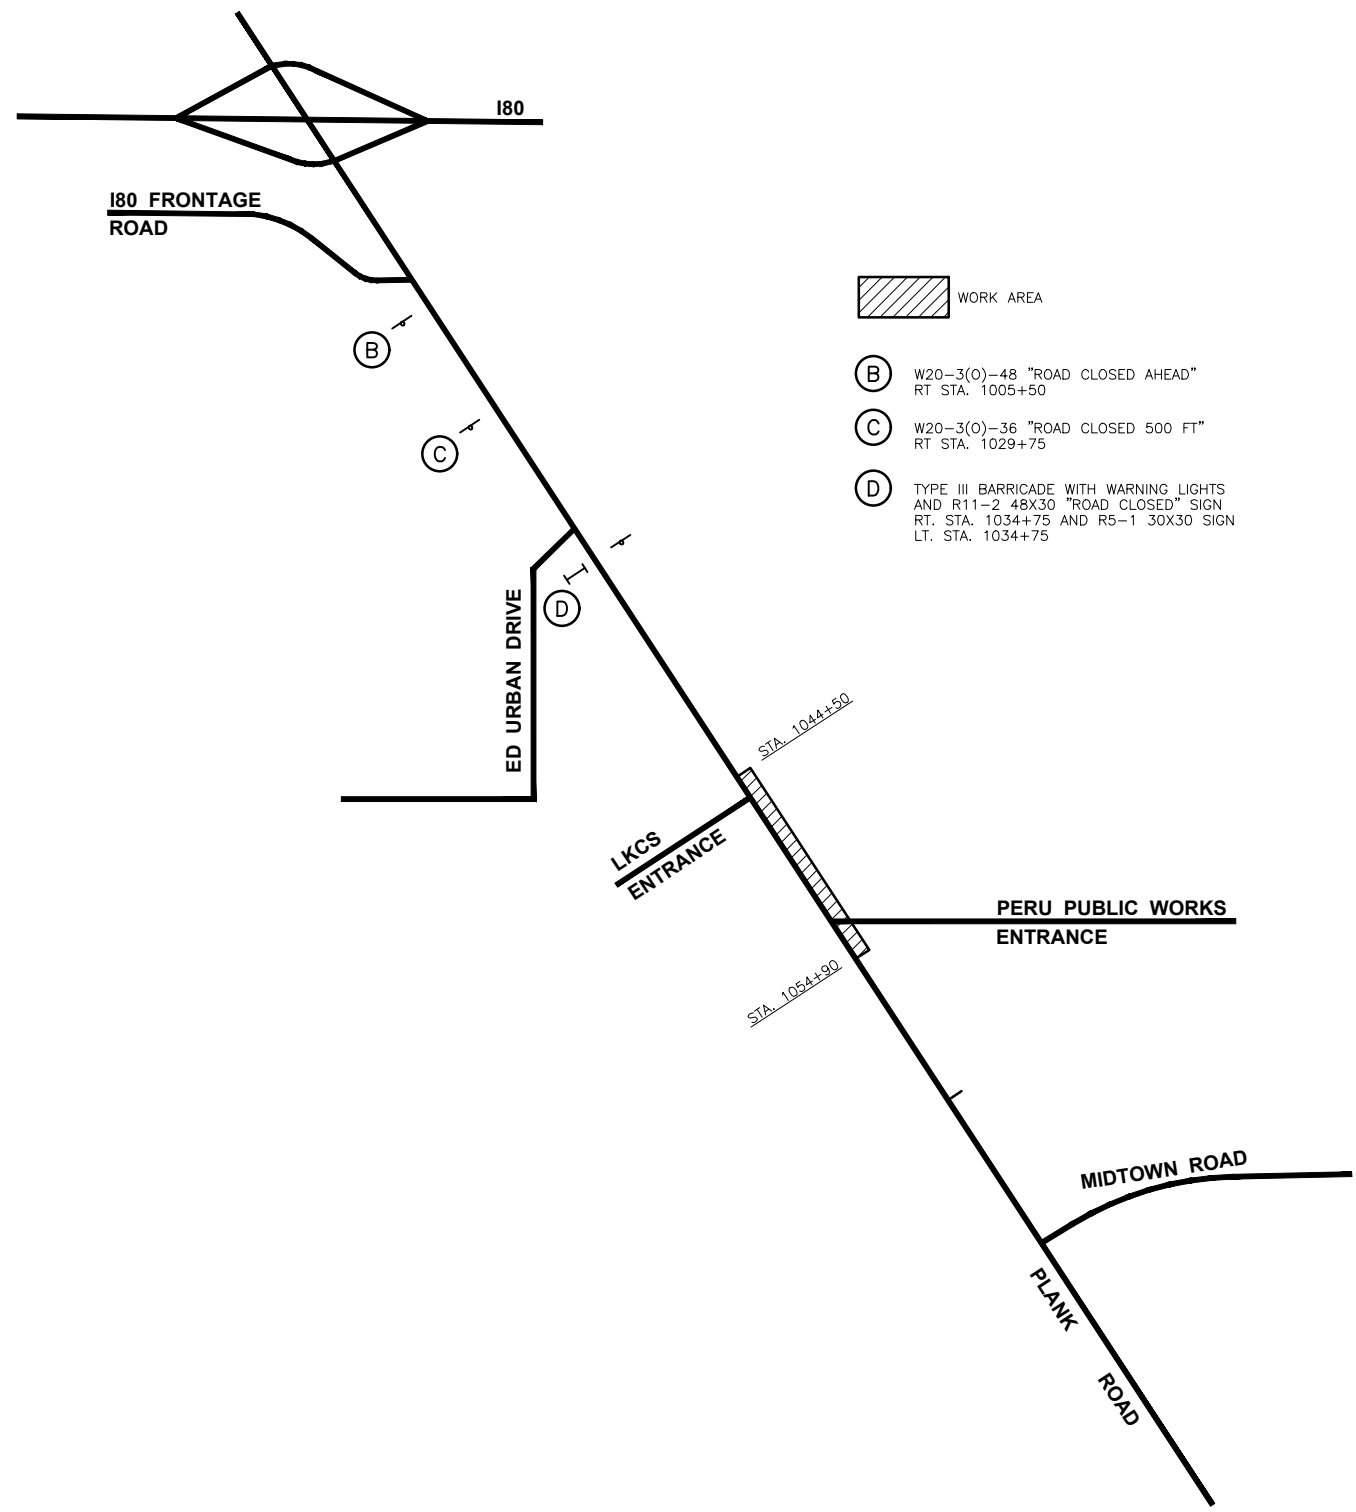 I80
I80 FRONTAGE
ROAD
WORK AREA
B
B
W20-3(O)-48 "ROAD CLOSED AHEAD"
RT STA. 1005+50
C
C
W20-3(O)-36 "ROAD CLOSED 500 FT"
RT STA. 1029+75
D
TYPE III BARRICADE WITH WARNING LIGHTS
AND R11-2 48X30 "ROAD CLOSED" SIGN
RT. STA. 1034+75 AND R5-1 30X30 SIGN
LT. STA. 1034+75
D
ED URBAN DRIVE
STA. 1044+50
LKCS
ENTRANCE
PERU PUBLIC WORKS
ENTRANCE
STA. 1054+90
MIDTOWN ROAD
PLANK ROAD